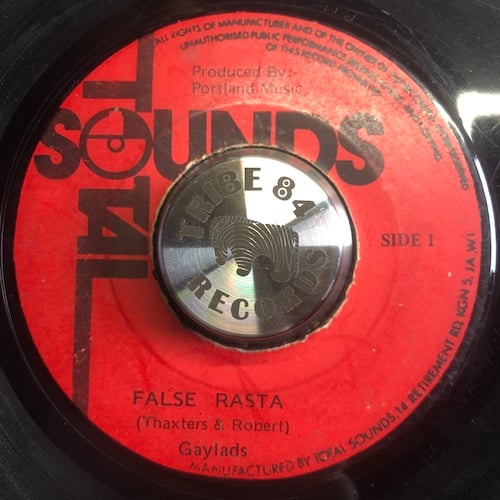 ALL RIGHTS OF MANUFACTURER AND OF THE OWNER OF THE
UNAUTHORISED PUBLIC PERFORMANCE
OF THIS RECORD PROHIBITED
Produced By:-
Portland Music
TOTAL
SOUNDS
TRIBE 84
RECORDS
SIDE 1
FALSE RASTA
(Thaxters & Robert)
Gaylads
MANUFACTURED BY TOTAL SOUNDS, 14 RETIREMENT RD, KGN 5, JA, W I